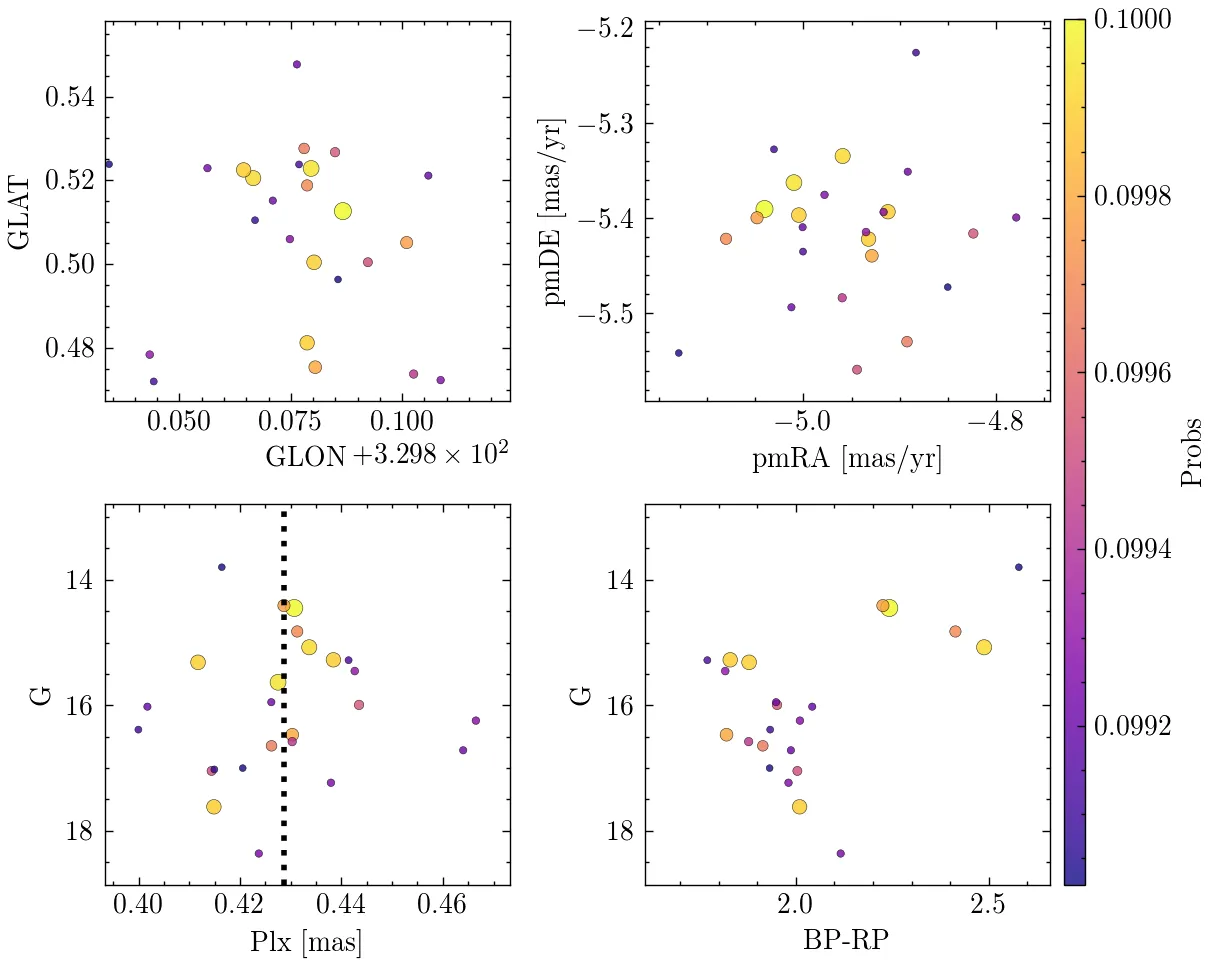 0.54
0.52
0.50
0.48
GLAT
0.050 0.075 0.100
GLON +3.298 × 10²
−5.2
−5.3
−5.4
−5.5
pmDE [mas/yr]
−5.0 −4.8
pmRA [mas/yr]
14
16
18
G
0.40 0.42 0.44 0.46
Plx [mas]
14
16
18
G
2.0 2.5
BP-RP
0.1000
0.0998
0.0996
0.0994
0.0992
Probs